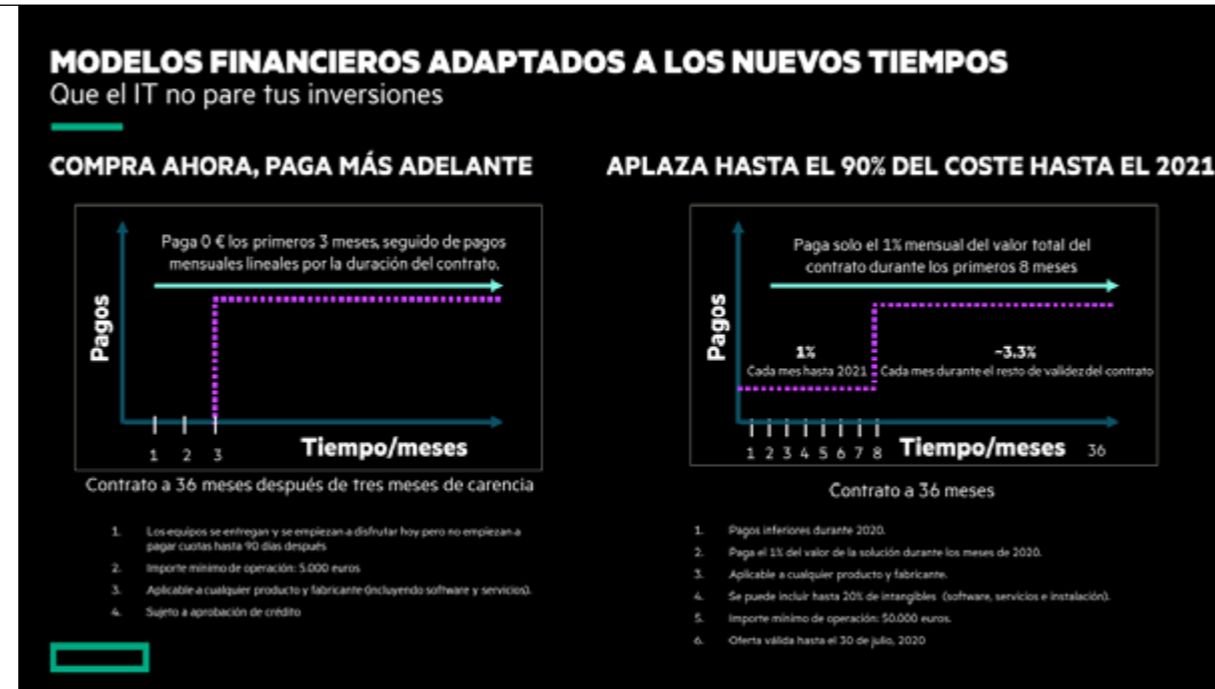 MODELOS FINANCIEROS ADAPTADOS A LOS NUEVOS TIEMPOS
Que el IT no pare tus inversiones
COMPRA AHORA, PAGA MÁS ADELANTE
Paga 0 € los primeros 3 meses, seguido de pagos
mensuales lineales por la duración del contrato.
Pagos
1 2 3
Tiempo/meses
Contrato a 36 meses después de tres meses de carencia
1. Los equipos se entregan y se empiezan a disfrutar hoy pero no empiezan a
pagar cuotas hasta 90 días después
2. Importe mínimo de operación: 5.000 euros
3. Aplicable a cualquier producto y fabricante (incluyendo software y servicios).
4. Sujeto a aprobación de crédito
APLAZA HASTA EL 90% DEL COSTE HASTA EL 2021
Paga solo el 1% mensual del valor total del
contrato durante los primeros 8 meses
Pagos
1%
Cada mes hasta 2021
~3.3%
Cada mes durante el resto de validez del contrato
1 2 3 4 5 6 7 8
Tiempo/meses
36
Contrato a 36 meses
1. Pagos inferiores durante 2020.
2. Paga el 1% del valor de la solución durante los meses de 2020.
3. Aplicable a cualquier producto y fabricante.
4. Se puede incluir hasta 20% de intangibles (software, servicios e instalación).
5. Importe mínimo de operación: 50.000 euros.
6. Oferta válida hasta el 30 de julio, 2020